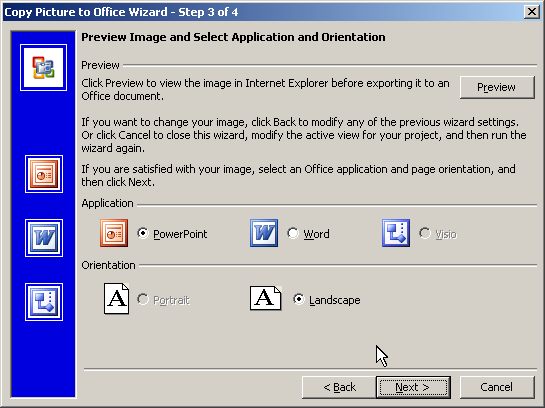 Copy Picture to Office Wizard - Step 3 of 4
Preview Image and Select Application and Orientation
Preview
Click Preview to view the image in Internet Explorer before exporting it to an
Office document.
Preview
If you want to change your image, click Back to modify any of the previous wizard settings.
Or click Cancel to close this wizard, modify the active view for your project, and then run the
wizard again.
If you are satisfied with your image, select an Office application and page orientation, and
then click Next.
Application
PowerPoint
W
Word
Visio
Orientation
A
Portrait
A
Landscape
W
< Back
Next >
Cancel